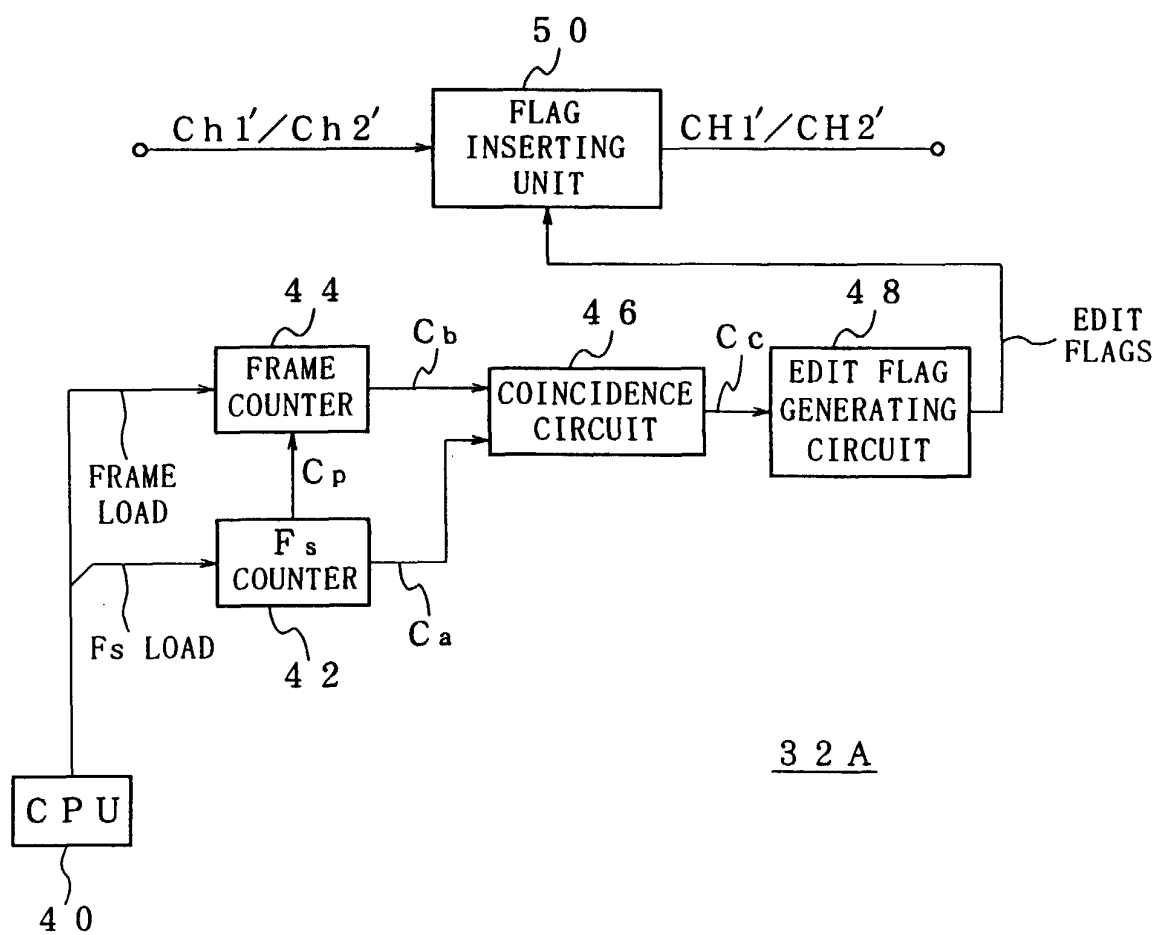 50
Ch1′/Ch2′
FLAG
INSERTING
UNIT
CH1′/CH2′
44
FRAME
COUNTER
Cb
46
COINCIDENCE
CIRCUIT
Cc
48
EDIT FLAG
GENERATING
CIRCUIT
EDIT
FLAGS
FRAME
LOAD
Cp
Fs
COUNTER
Fs LOAD
42
Ca
32A
CPU
40